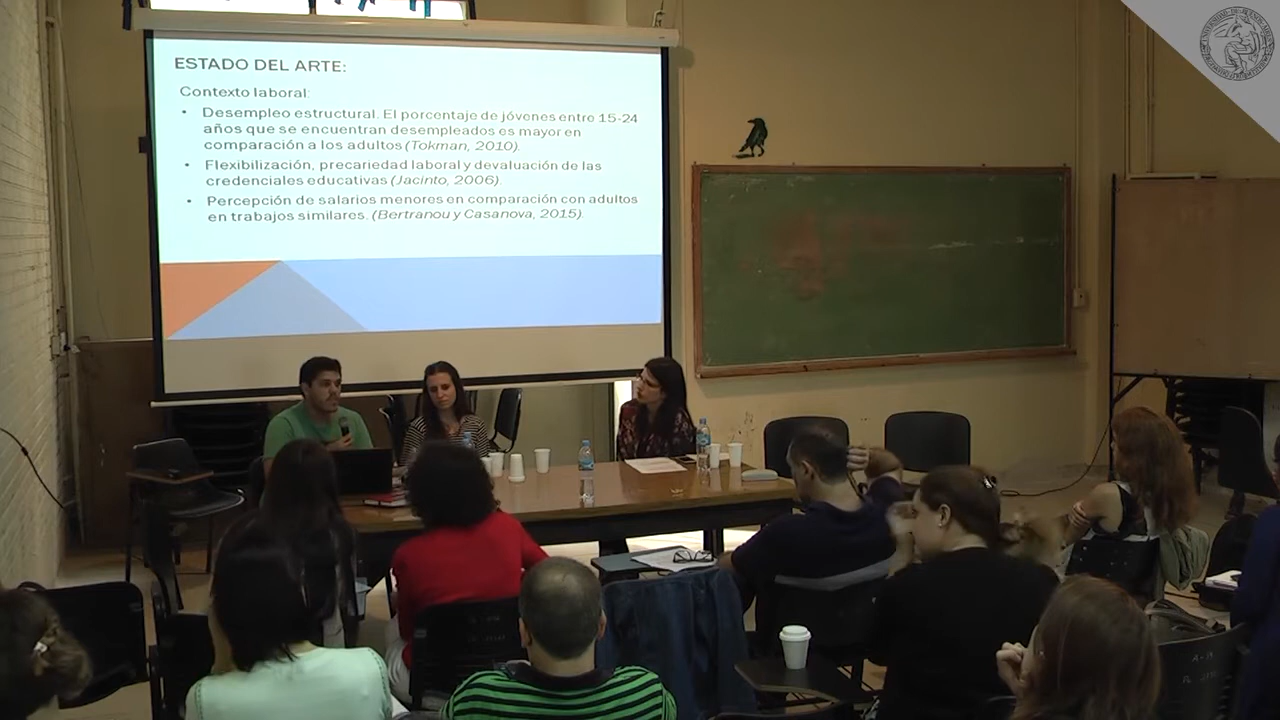 ESTADO DEL ARTE:
Contexto laboral:
• Desempleo estructural. El porcentaje de jóvenes entre 15-24
años que se encuentran desempleados es mayor en
comparación a los adultos (Tokman, 2010).
• Flexibilización, precariedad laboral y devaluación de las
credenciales educativas (Jacinto, 2006).
• Percepción de salarios menores en comparación con adultos
en trabajos similares. (Bertranou y Casanova, 2015).